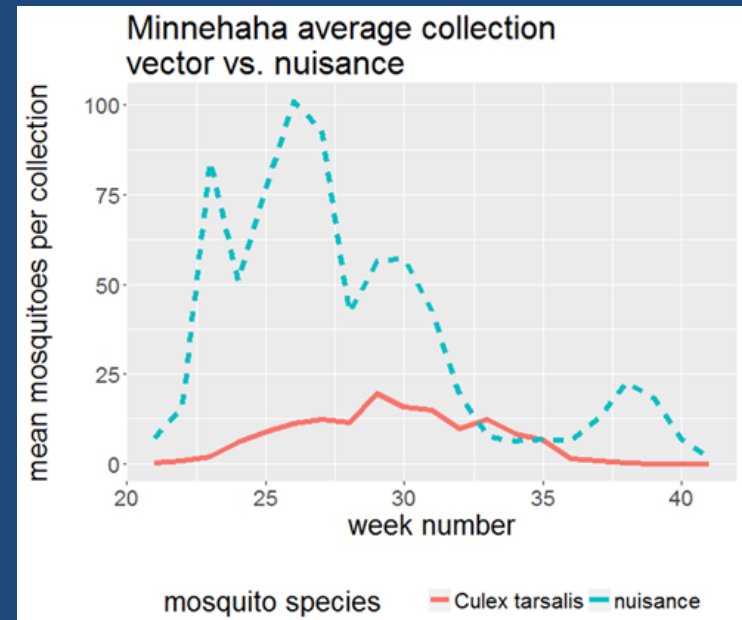 Minnehaha average collection
vector vs. nuisance
mean mosquitoes per collection
100
75
50
25
0
20 25 30 35 40
week number
mosquito species Culex tarsalis nuisance